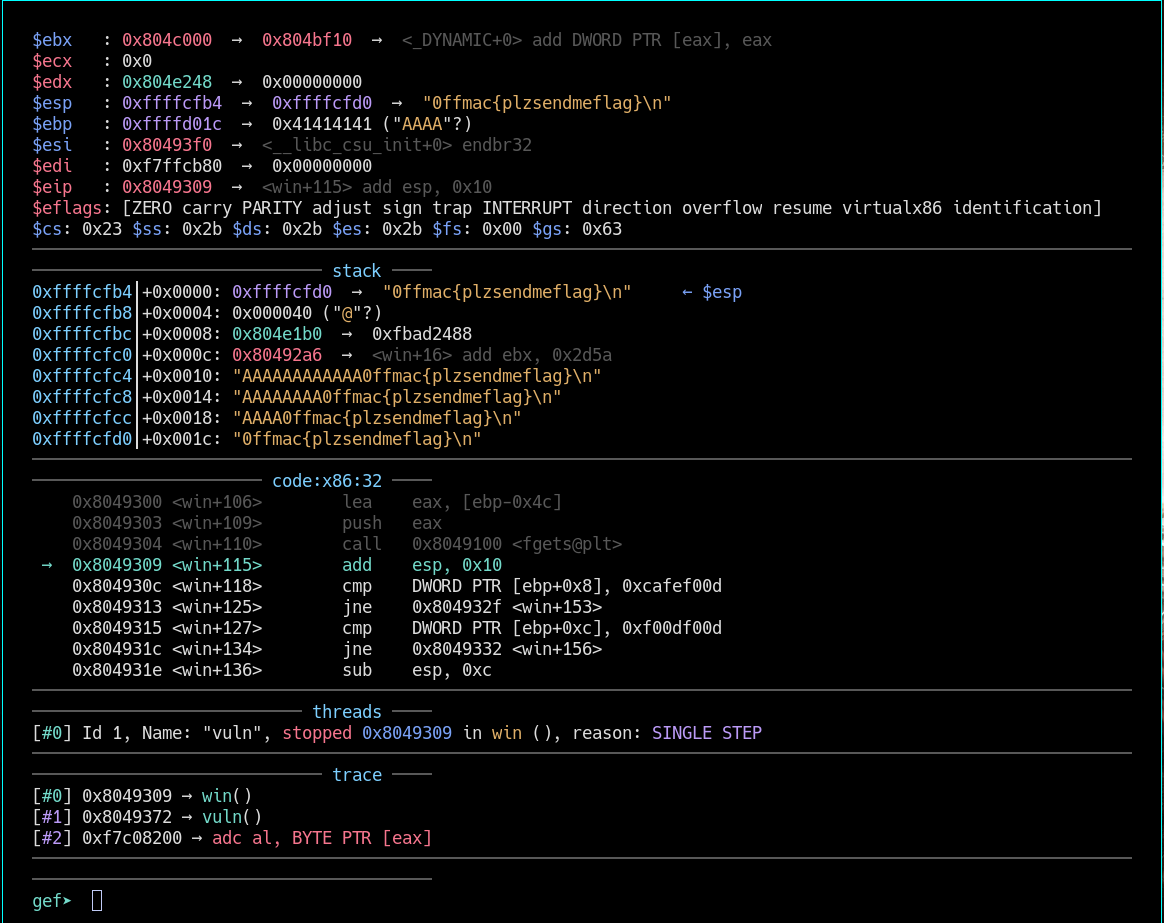 $ebx   : 0x804c000  →  0x804bf10  →  <_DYNAMIC+0> add DWORD PTR [eax], eax
$ecx   : 0x0
$edx   : 0x804e248  →  0x00000000
$esp   : 0xffffcfb4  →  0xffffcfd0  →  "0ffmac{plzsendmeflag}\n"
$ebp   : 0xffffd01c  →  0x41414141 ("AAAA"?)
$esi   : 0x80493f0  →  <__libc_csu_init+0> endbr32
$edi   : 0xf7ffcb80  →  0x00000000
$eip   : 0x8049309  →  <win+115> add esp, 0x10
$eflags: [ZERO carry PARITY adjust sign trap INTERRUPT direction overflow resume virtualx86 identification]
$cs: 0x23 $ss: 0x2b $ds: 0x2b $es: 0x2b $fs: 0x00 $gs: 0x63
stack
0xffffcfb4│+0x0000: 0xffffcfd0  →  "0ffmac{plzsendmeflag}\n"     ← $esp
0xffffcfb8│+0x0004: 0x000040 ("@"?)
0xffffcfbc│+0x0008: 0x804e1b0  →  0xfbad2488
0xffffcfc0│+0x000c: 0x80492a6  →  <win+16> add ebx, 0x2d5a
0xffffcfc4│+0x0010: "AAAAAAAAAAAA0ffmac{plzsendmeflag}\n"
0xffffcfc8│+0x0014: "AAAAAAAA0ffmac{plzsendmeflag}\n"
0xffffcfcc│+0x0018: "AAAA0ffmac{plzsendmeflag}\n"
0xffffcfd0│+0x001c: "0ffmac{plzsendmeflag}\n"
code:x86:32
0x8049300 <win+106>        lea    eax, [ebp-0x4c]
0x8049303 <win+109>        push   eax
0x8049304 <win+110>        call   0x8049100 <fgets@plt>
→  0x8049309 <win+115>        add    esp, 0x10
0x804930c <win+118>        cmp    DWORD PTR [ebp+0x8], 0xcafef00d
0x8049313 <win+125>        jne    0x804932f <win+153>
0x8049315 <win+127>        cmp    DWORD PTR [ebp+0xc], 0xf00df00d
0x804931c <win+134>        jne    0x8049332 <win+156>
0x804931e <win+136>        sub    esp, 0xc
threads
[#0] Id 1, Name: "vuln", stopped 0x8049309 in win (), reason: SINGLE STEP
trace
[#0] 0x8049309 → win()
[#1] 0x8049372 → vuln()
[#2] 0xf7c08200 → adc al, BYTE PTR [eax]
gef➤